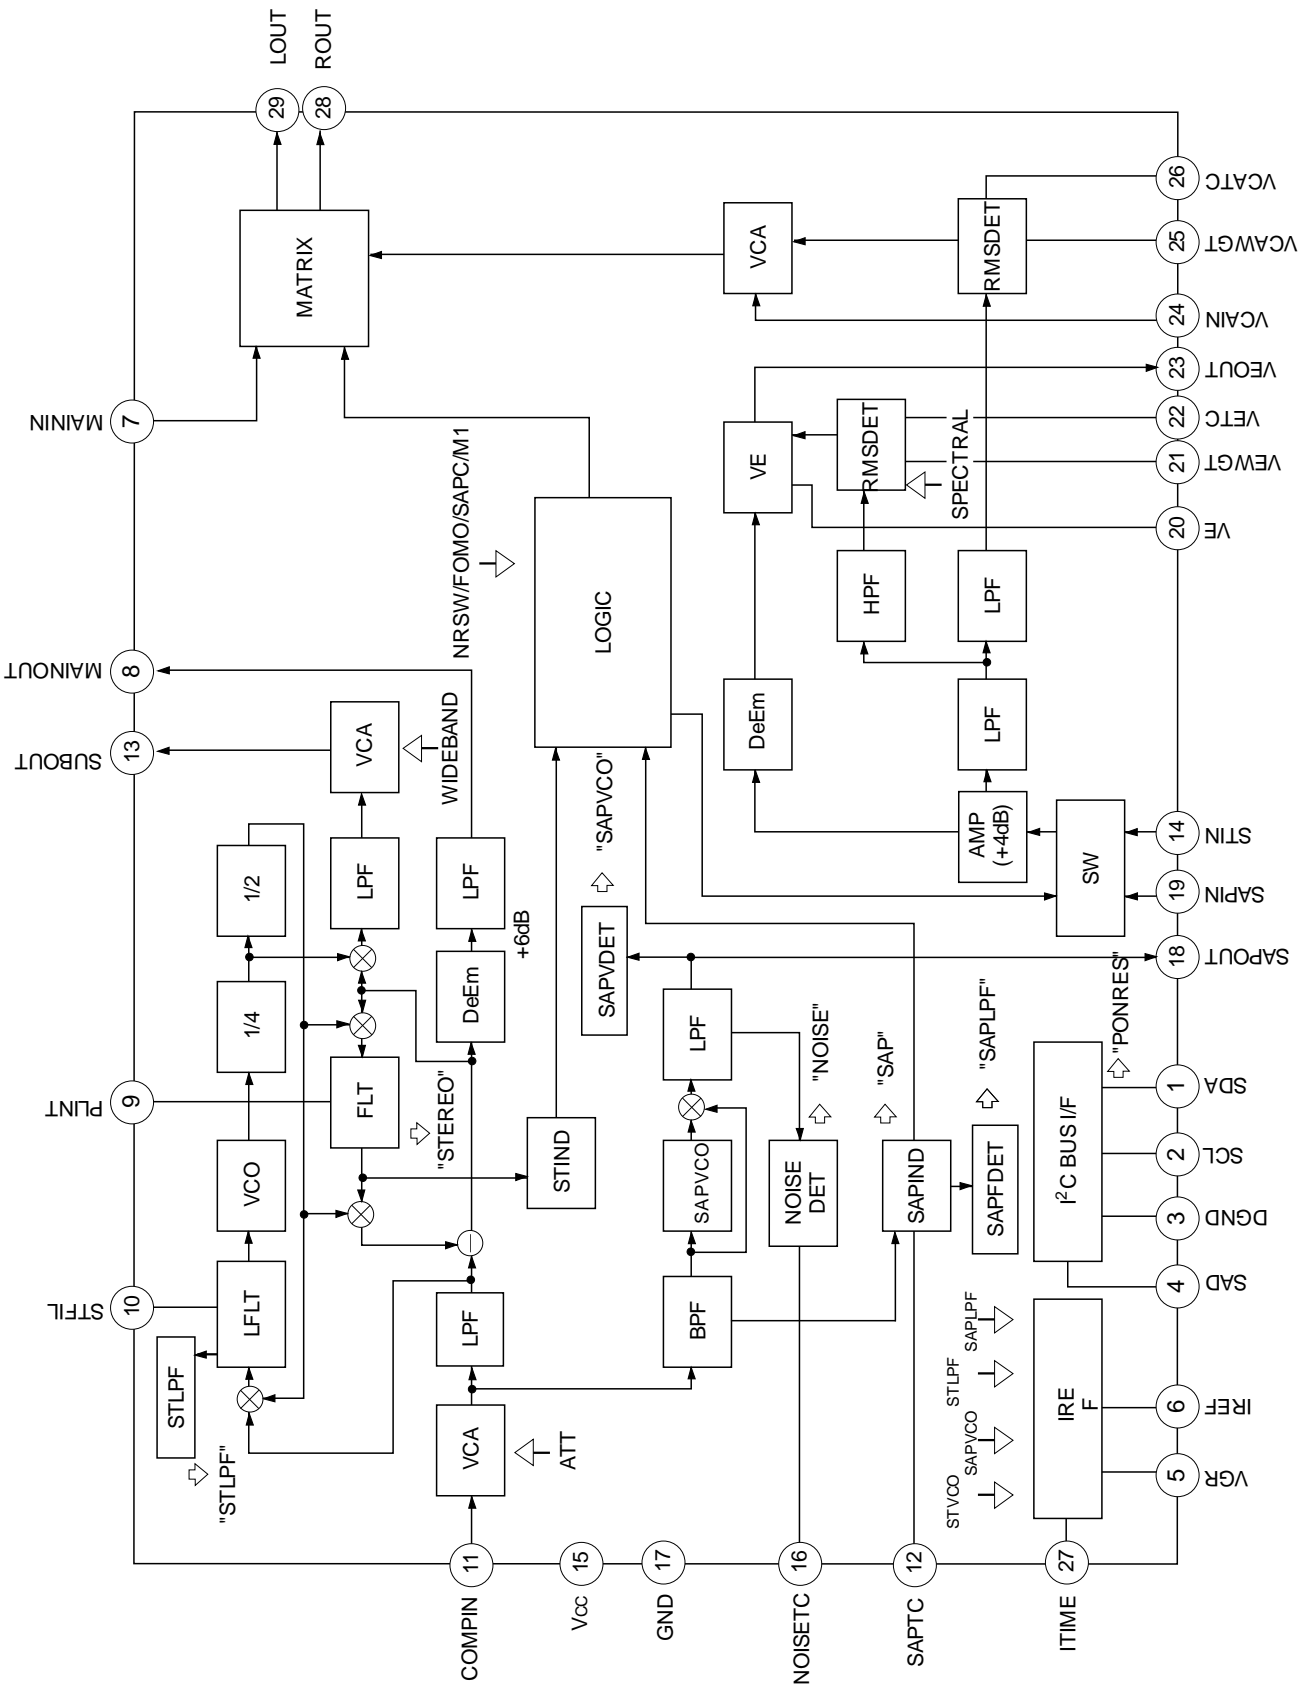 STFIL
10
PLINT
9
SUBOUT
13
MAINOUT
8
MAININ
7
STLPF
"STLPF"
LFLT
VCO
1/4
1/2
FLT
"STEREO"
LPF
VCA
WIDEBAND
COMPIN
11
VCA
ATT
LPF
DeEm
+6dB
LPF
STIND
NRSW/FOMO/SAPC/M1
LOGIC
MATRIX
29
LOUT
28
ROUT
Vcc
15
GND
17
BPF
SAPVCO
LPF
SAPVDET
"SAPVCO"
NOISETC
16
NOISE
DET
"NOISE"
SAPTC
12
SAPIND
"SAP"
SAPFDET
"SAPLPF"
DeEm
VE
VCA
HPF
RMSDET
SPECTRAL
SW
AMP
(+4dB)
LPF
LPF
RMSDET
ITIME
27
STVCO
SAPVCO
STLPF
SAPLPF
IRE
F
I²C BUS I/F
"PONRES"
5
VGR
6
IREF
4
SAD
3
DGND
2
SCL
1
SDA
18
SAPOUT
19
SAPIN
14
STIN
20
VE
21
VEWGT
22
VETC
23
VEOUT
24
VCAIN
25
VCAWGT
26
VCATC